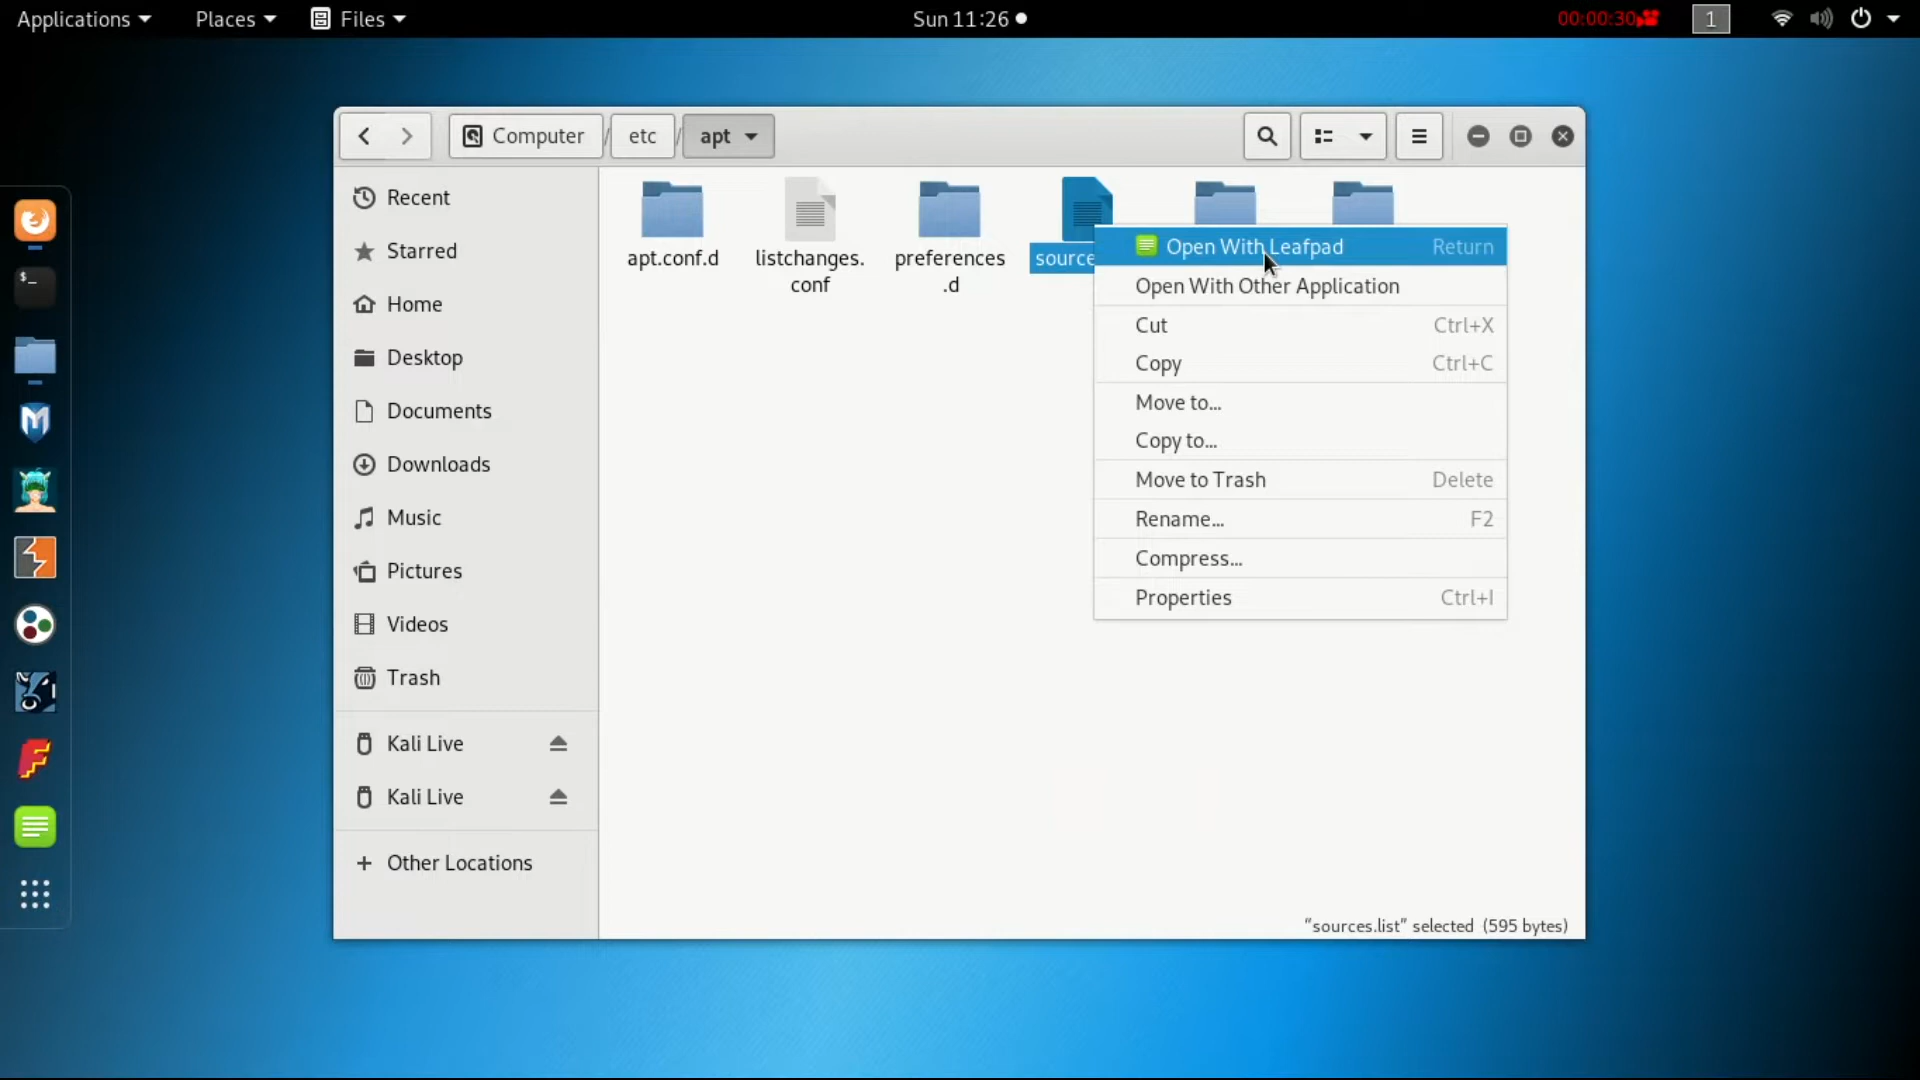 Applications Places Files Sun 11:26 00:00:30 1
Computer / etc / apt
Recent
Starred
Home
Desktop
Documents
Downloads
Music
Pictures
Videos
Trash
Kali Live
Kali Live
+ Other Locations
apt.conf.d
listchanges.
conf
preferences
.d
source
Open With Leafpad Return
Open With Other Application
Cut Ctrl+X
Copy Ctrl+C
Move to...
Copy to...
Move to Trash Delete
Rename... F2
Compress...
Properties Ctrl+I
"sources.list" selected (595 bytes)
$_